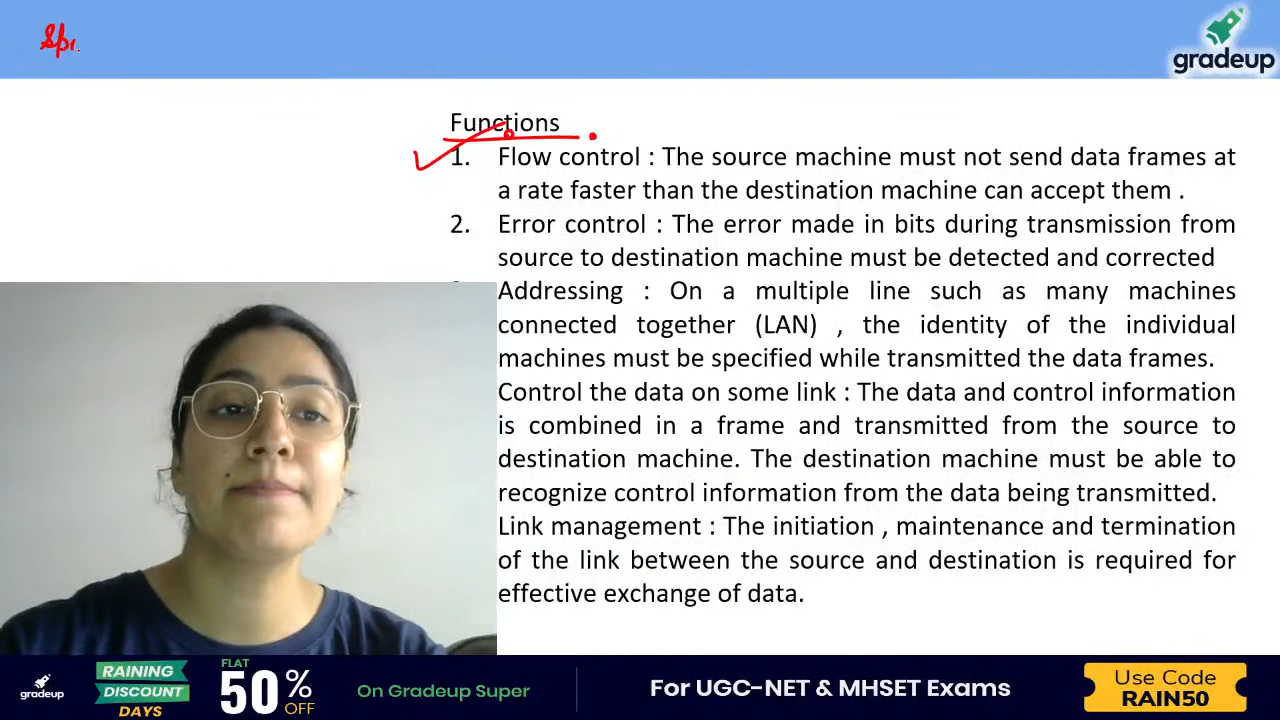 gradeup
Functions
1. Flow control : The source machine must not send data frames at
a rate faster than the destination machine can accept them .
2. Error control : The error made in bits during transmission from
source to destination machine must be detected and corrected
Addressing : On a multiple line such as many machines
connected together (LAN) , the identity of the individual
machines must be specified while transmitted the data frames.
Control the data on some link : The data and control information
is combined in a frame and transmitted from the source to
destination machine. The destination machine must be able to
recognize control information from the data being transmitted.
Link management : The initiation , maintenance and termination
of the link between the source and destination is required for
effective exchange of data.
gradeup
RAINING
DISCOUNT
DAYS
FLAT
50% OFF
On Gradeup Super
For UGC-NET & MHSET Exams
Use Code
RAIN50